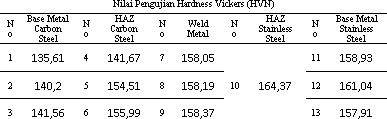 Nilai Pengujian Hardness Vickers (HVN)
N o Base Metal Carbon Steel N o HAZ Carbon Steel N o Weld Metal N o HAZ Stainless Steel N o Base Metal Stainless Steel
1 135,61 4 141,67 7 158,05 11 158,93
2 140,2 5 154,51 8 158,19 10 164,37 12 161,04
3 141,56 6 155,99 9 158,37 13 157,91